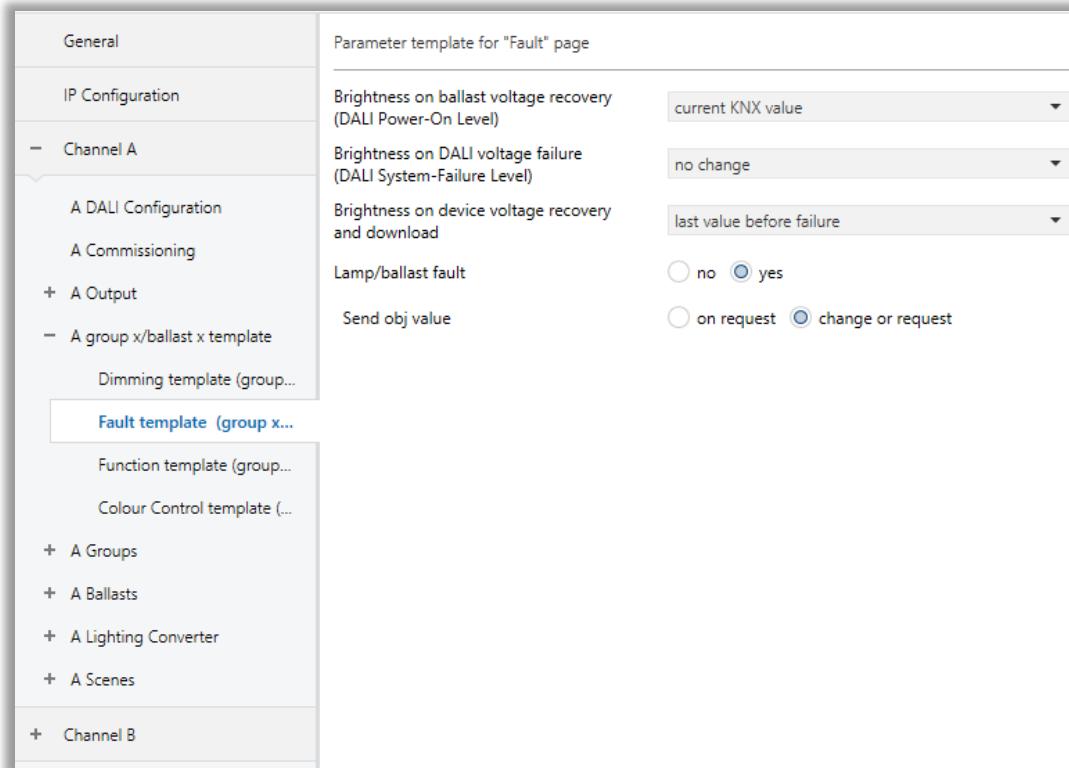 General
IP Configuration
− Channel A
A DALI Configuration
A Commissioning
+ A Output
− A group x/ballast x template
Dimming template (group...
Fault template (group x...
Function template (group...
Colour Control template (...
+ A Groups
+ A Ballasts
+ A Lighting Converter
+ A Scenes
+ Channel B
Parameter template for "Fault" page
Brightness on ballast voltage recovery
(DALI Power-On Level)
current KNX value
Brightness on DALI voltage failure
(DALI System-Failure Level)
no change
Brightness on device voltage recovery
and download
last value before failure
Lamp/ballast fault
no yes
Send obj value
on request change or request